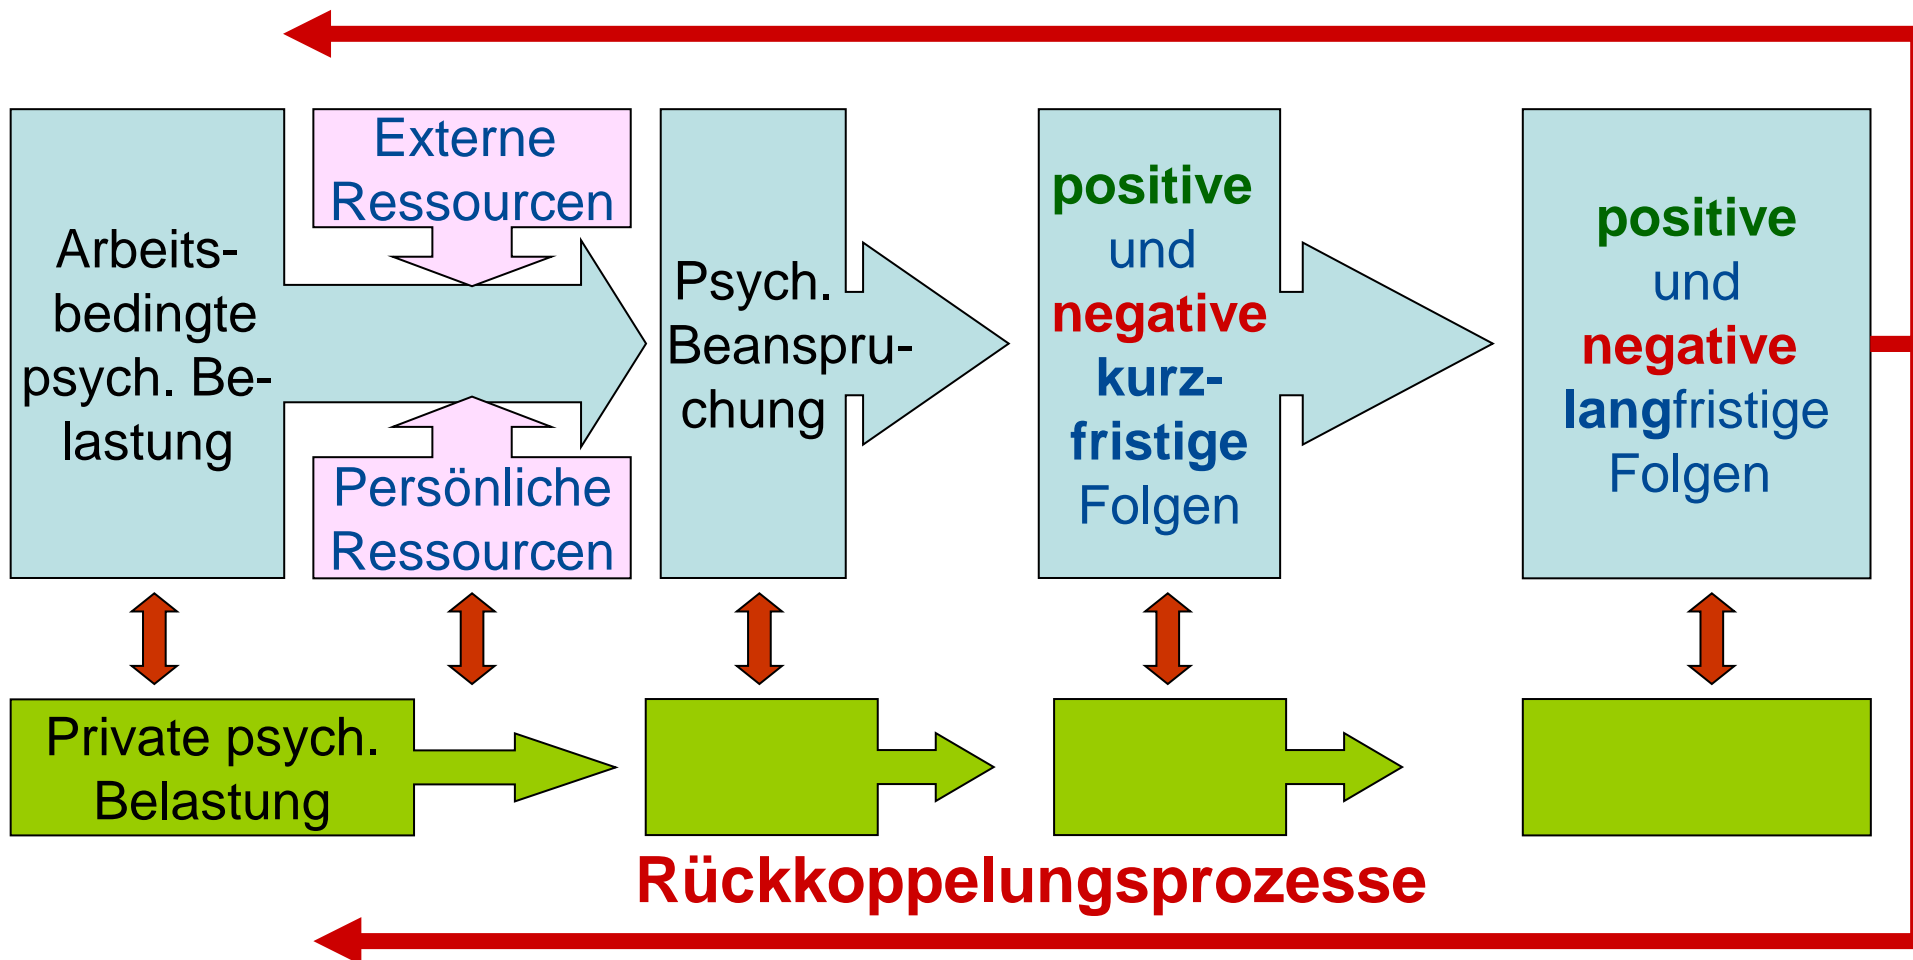 Arbeits-
bedingte
psych. Be-
lastung
Externe
Ressourcen
Persönliche
Ressourcen
Psych.
Beanspru-
chung
positive
und
negative
kurz-
fristige
Folgen
positive
und
negative
langfristige
Folgen
Private psych.
Belastung
Rückkoppelungsprozesse